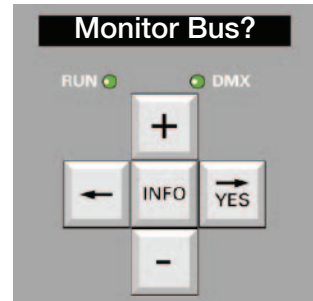 Monitor Bus?
RUN DMX
+
← INFO → YES
-